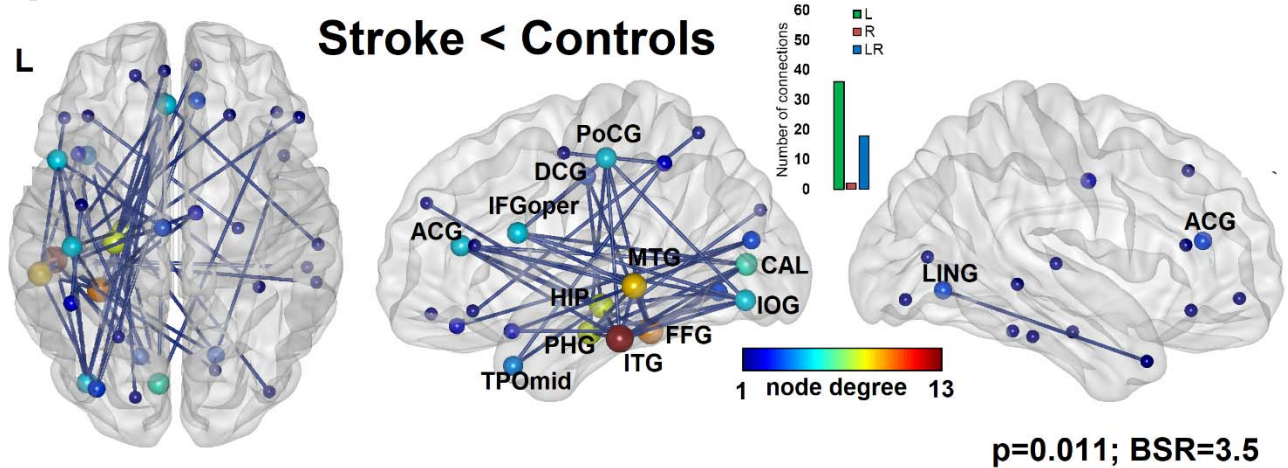 L
Stroke < Controls
Number of connections
60
50
40
30
20
10
0
L
R
LR
PoCG
DCG
IFGoper
ACG
MTG
CAL
HIP
IOG
PHG
FFG
ITG
TPOmid
ACG
LING
1 node degree 13
p=0.011; BSR=3.5